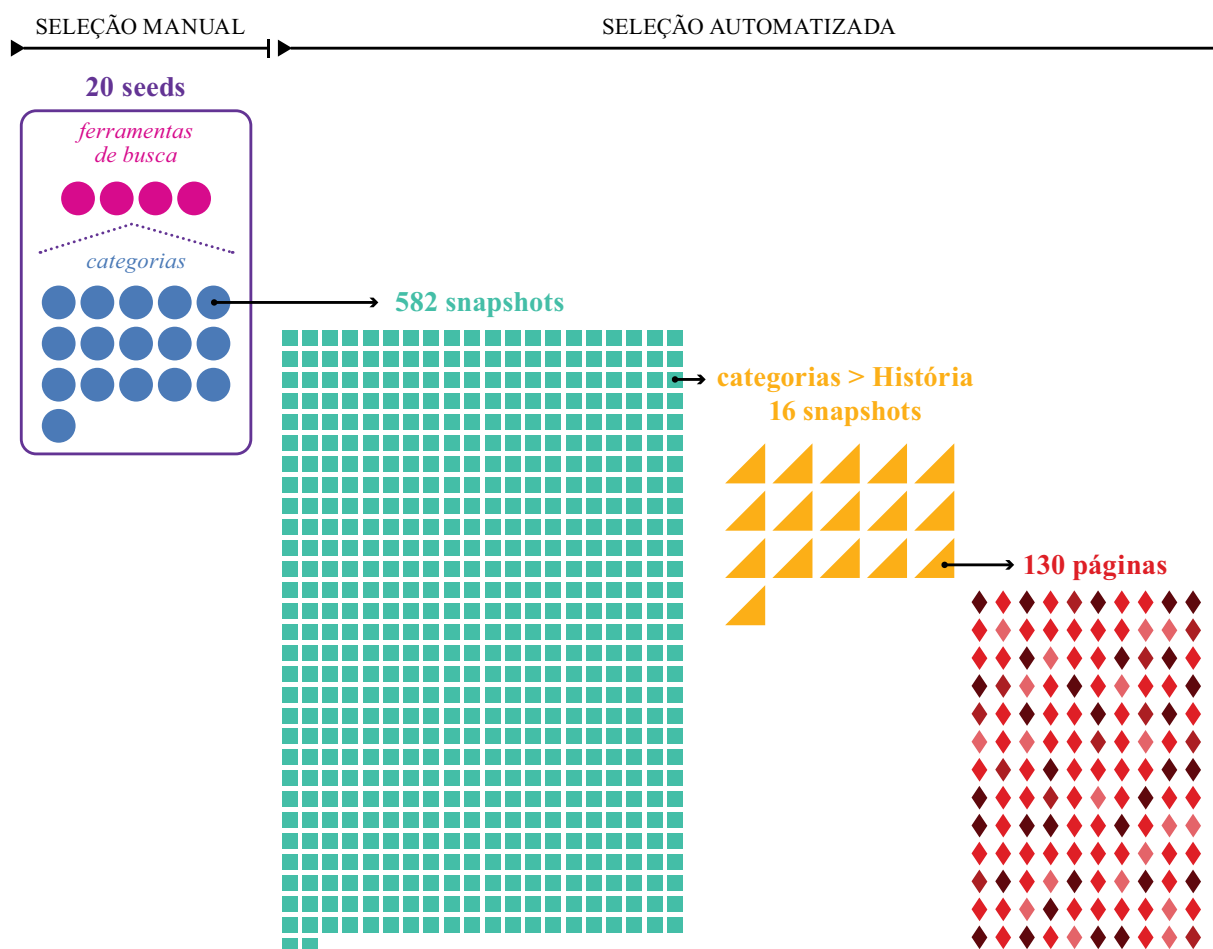 SELEÇÃO MANUAL
SELEÇÃO AUTOMATIZADA
20 seeds
ferramentas
de busca
categorias
582 snapshots
categorias > História
16 snapshots
130 páginas